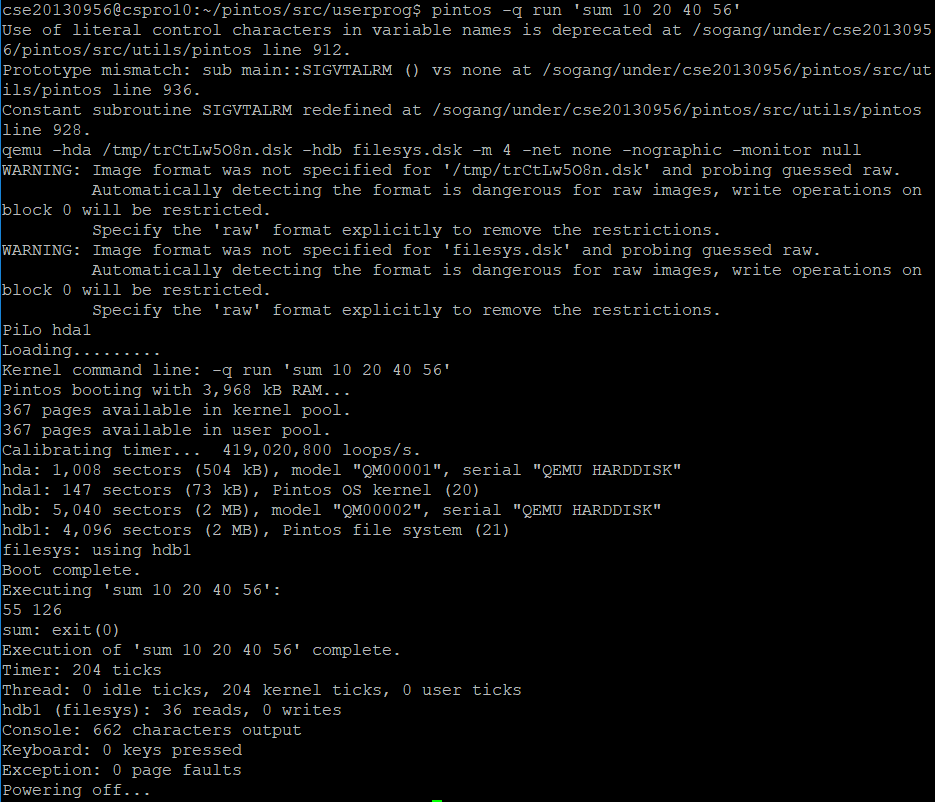 cse20130956@cspro10:~/pintos/src/userprog$ pintos -q run 'sum 10 20 40 56'
Use of literal control characters in variable names is deprecated at /sogang/under/cse2013095
6/pintos/src/utils/pintos line 912.
Prototype mismatch: sub main::SIGVTALRM () vs none at /sogang/under/cse20130956/pintos/src/ut
ils/pintos line 936.
Constant subroutine SIGVTALRM redefined at /sogang/under/cse20130956/pintos/src/utils/pintos
line 928.
qemu -hda /tmp/trCtLw5O8n.dsk -hdb filesys.dsk -m 4 -net none -nographic -monitor null
WARNING: Image format was not specified for '/tmp/trCtLw5O8n.dsk' and probing guessed raw.
         Automatically detecting the format is dangerous for raw images, write operations on
block 0 will be restricted.
         Specify the 'raw' format explicitly to remove the restrictions.
WARNING: Image format was not specified for 'filesys.dsk' and probing guessed raw.
         Automatically detecting the format is dangerous for raw images, write operations on
block 0 will be restricted.
         Specify the 'raw' format explicitly to remove the restrictions.
PiLo hda1
Loading.........
Kernel command line: -q run 'sum 10 20 40 56'
Pintos booting with 3,968 kB RAM...
367 pages available in kernel pool.
367 pages available in user pool.
Calibrating timer...  419,020,800 loops/s.
hda: 1,008 sectors (504 kB), model "QM00001", serial "QEMU HARDDISK"
hda1: 147 sectors (73 kB), Pintos OS kernel (20)
hdb: 5,040 sectors (2 MB), model "QM00002", serial "QEMU HARDDISK"
hdb1: 4,096 sectors (2 MB), Pintos file system (21)
filesys: using hdb1
Boot complete.
Executing 'sum 10 20 40 56':
55 126
sum: exit(0)
Execution of 'sum 10 20 40 56' complete.
Timer: 204 ticks
Thread: 0 idle ticks, 204 kernel ticks, 0 user ticks
hdb1 (filesys): 36 reads, 0 writes
Console: 662 characters output
Keyboard: 0 keys pressed
Exception: 0 page faults
Powering off...